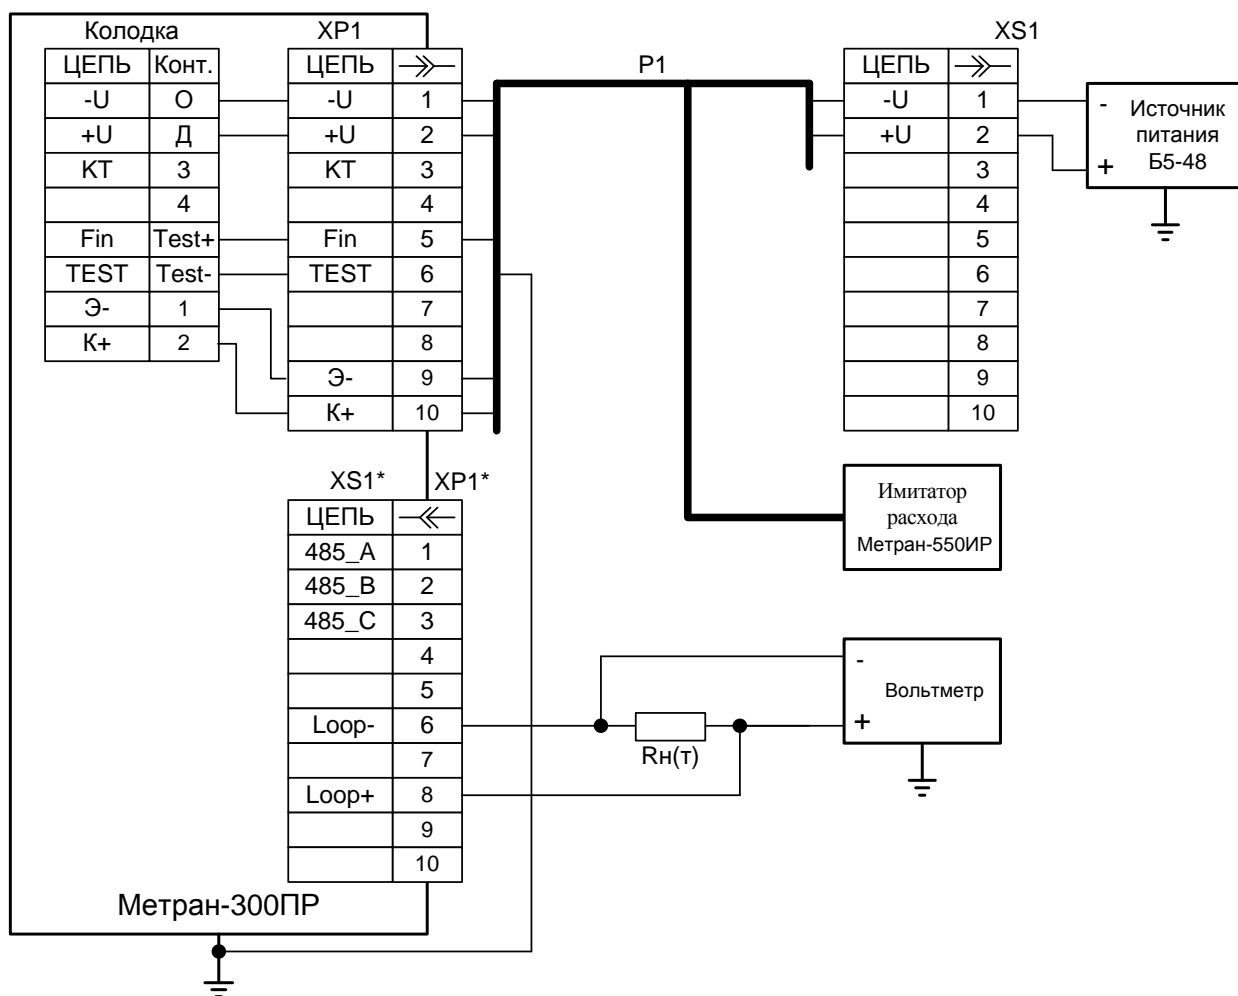 Колодка
ЦЕПЬ Конт.
-U О
+U Д
КТ 3
4
Fin Test+
TEST Test-
Э- 1
К+ 2
XP1
ЦЕПЬ
-U 1
+U 2
КТ 3
4
Fin 5
TEST 6
7
8
Э- 9
К+ 10
P1
XS1
ЦЕПЬ
-U 1
+U 2
3
4
5
6
7
8
9
10
- Источник
питания
+ Б5-48
XS1* XP1*
ЦЕПЬ
485_A 1
485_B 2
485_C 3
4
5
Loop- 6
7
Loop+ 8
9
10
Имитатор
расхода
Метран-550ИР
Rн(т)
-
Вольтметр
+
Метран-300ПР